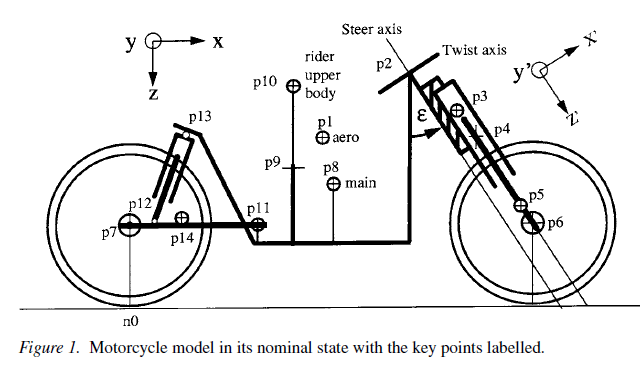 Steer axis
y
x
rider
p2
Twist axis
x'
p10
upper
y'
z
body
p3
z'
p13
p1
ε
aero
p4
p9
p8
main
p12
p11
p5
p7
p14
p6
n0
Figure 1. Motorcycle model in its nominal state with the key points labelled.